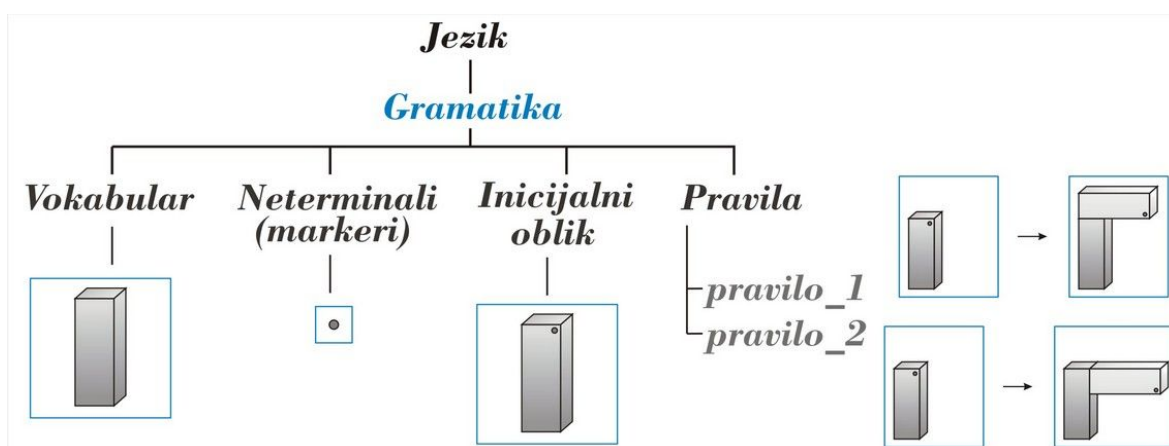 Jezik
Gramatika
Vokabular
Neterminali
(markeri)
Inicijalni
oblik
Pravila
pravilo_1
pravilo_2